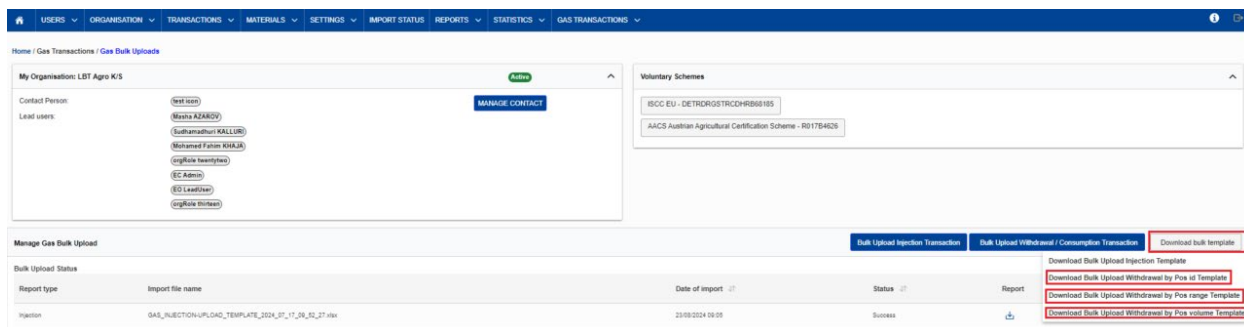 USERS ORGANISATION TRANSACTIONS MATERIALS SETTINGS IMPORT STATUS REPORTS STATISTICS GAS TRANSACTIONS
Home / Gas Transactions / Gas Bulk Uploads
My Organisation: LBT Agro K/S Active
Contact Person: test icon MANAGE CONTACT
Lead users: Masha AZAROV
Sudhamadhuri KALLURI
Mohamed Fahim KHAJA
orgRole twentytwo
EC Admin
EO LeadUser
orgRole thirteen
Voluntary Schemes
ISCC EU - DETRDRGSTRCDHRB68185
AACS Austrian Agricultural Certification Scheme - R017B4626
Manage Gas Bulk Upload Bulk Upload Injection Transaction Bulk Upload Withdrawal / Consumption Transaction Download bulk template
Download Bulk Upload Injection Template
Download Bulk Upload Withdrawal by Pos id Template
Download Bulk Upload Withdrawal by Pos range Template
Download Bulk Upload Withdrawal by Pos volume Template
Bulk Upload Status
Report type Import file name Date of import Status Report
Injection GAS_INJECTION-UPLOAD_TEMPLATE_2024_07_17_09_52_27.xlsx 23/08/2024 09:05 Success